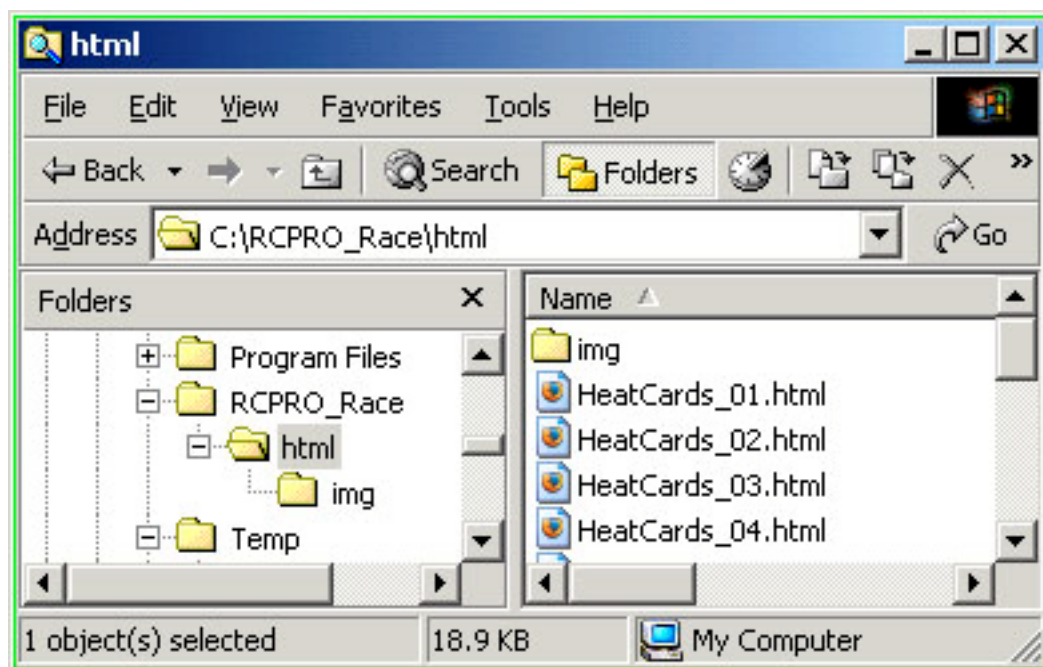 html
File Edit View Favorites Tools Help
Back Search Folders »
Address C:\RCPRO_Race\html Go
Folders
Program Files
RCPRO_Race
html
img
Temp
Name
img
HeatCards_01.html
HeatCards_02.html
HeatCards_03.html
HeatCards_04.html
1 object(s) selected 18.9 KB My Computer